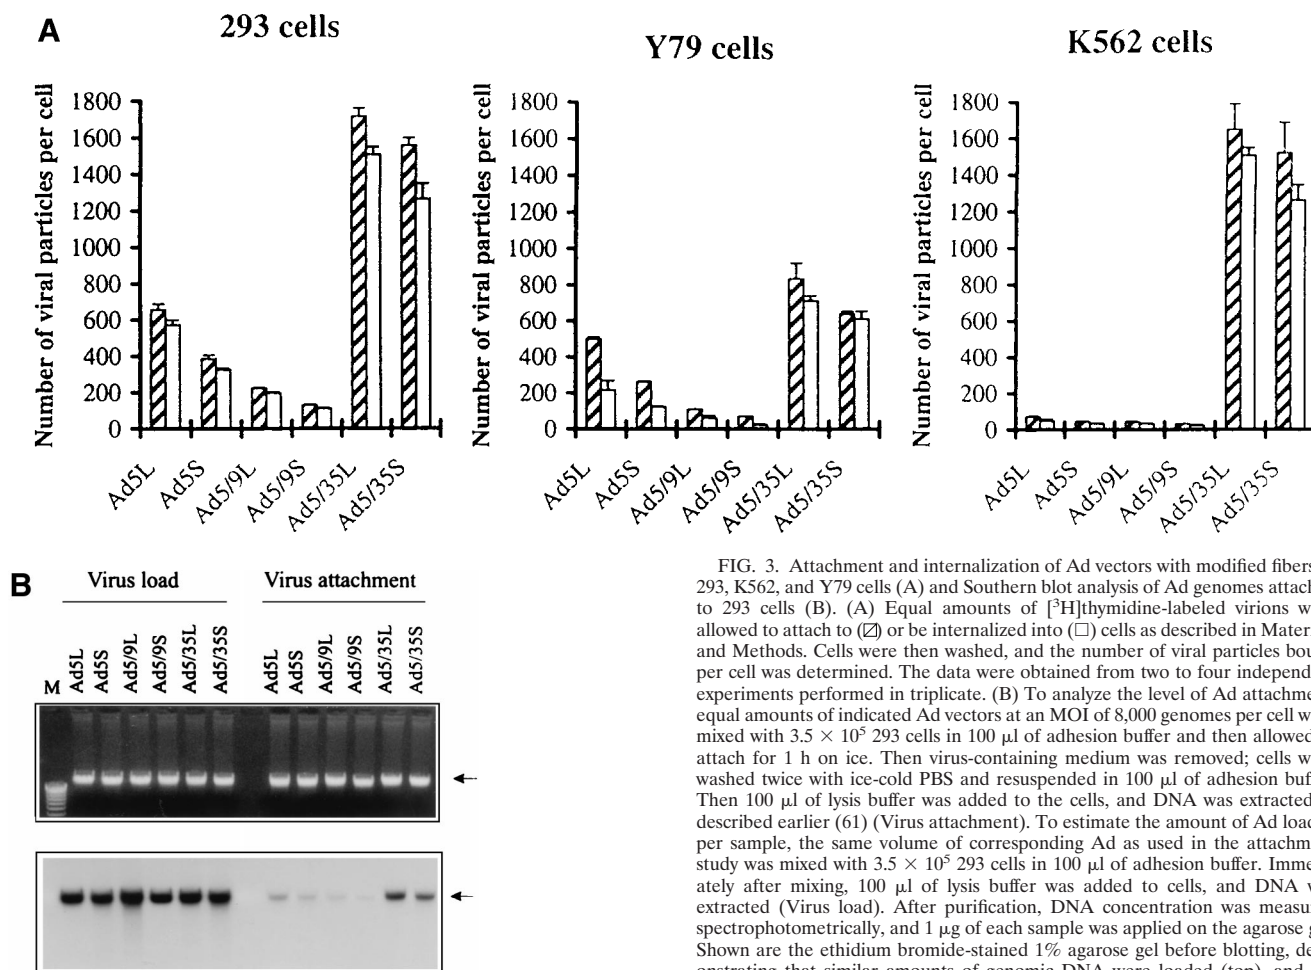 A
293 cells
Y79 cells
K562 cells
Number of viral particles per cell
1800
1600
1400
1200
1000
800
600
400
200
0
Ad5L
Ad5S
Ad5/9L
Ad5/9S
Ad5/35L
Ad5/35S
Number of viral particles per cell
1800
1600
1400
1200
1000
800
600
400
200
0
Ad5L
Ad5S
Ad5/9L
Ad5/9S
Ad5/35L
Ad5/35S
Number of viral particles per cell
1800
1600
1400
1200
1000
800
600
400
200
0
Ad5L
Ad5S
Ad5/9L
Ad5/9S
Ad5/35L
Ad5/35S
B
Virus load
Virus attachment
M
Ad5L
Ad5S
Ad5/9L
Ad5/9S
Ad5/35L
Ad5/35S
Ad5L
Ad5S
Ad5/9L
Ad5/9S
Ad5/35L
Ad5/35S
FIG. 3. Attachment and internalization of Ad vectors with modified fibers
293, K562, and Y79 cells (A) and Southern blot analysis of Ad genomes attach
to 293 cells (B). (A) Equal amounts of [³H]thymidine-labeled virions w
allowed to attach to (▨) or be internalized into (□) cells as described in Mater
and Methods. Cells were then washed, and the number of viral particles bou
per cell was determined. The data were obtained from two to four independ
experiments performed in triplicate. (B) To analyze the level of Ad attachme
equal amounts of indicated Ad vectors at an MOI of 8,000 genomes per cell w
mixed with 3.5 × 10⁵ 293 cells in 100 μl of adhesion buffer and then allowed
attach for 1 h on ice. Then virus-containing medium was removed; cells w
washed twice with ice-cold PBS and resuspended in 100 μl of adhesion buf
Then 100 μl of lysis buffer was added to the cells, and DNA was extracted
described earlier (61) (Virus attachment). To estimate the amount of Ad load
per sample, the same volume of corresponding Ad as used in the attachm
study was mixed with 3.5 × 10⁵ 293 cells in 100 μl of adhesion buffer. Imme
ately after mixing, 100 μl of lysis buffer was added to cells, and DNA w
extracted (Virus load). After purification, DNA concentration was measu
spectrophotometrically, and 1 μg of each sample was applied on the agarose g
Shown are the ethidium bromide-stained 1% agarose gel before blotting, de
onstrating that similar amounts of genomic DNA were loaded (top), and